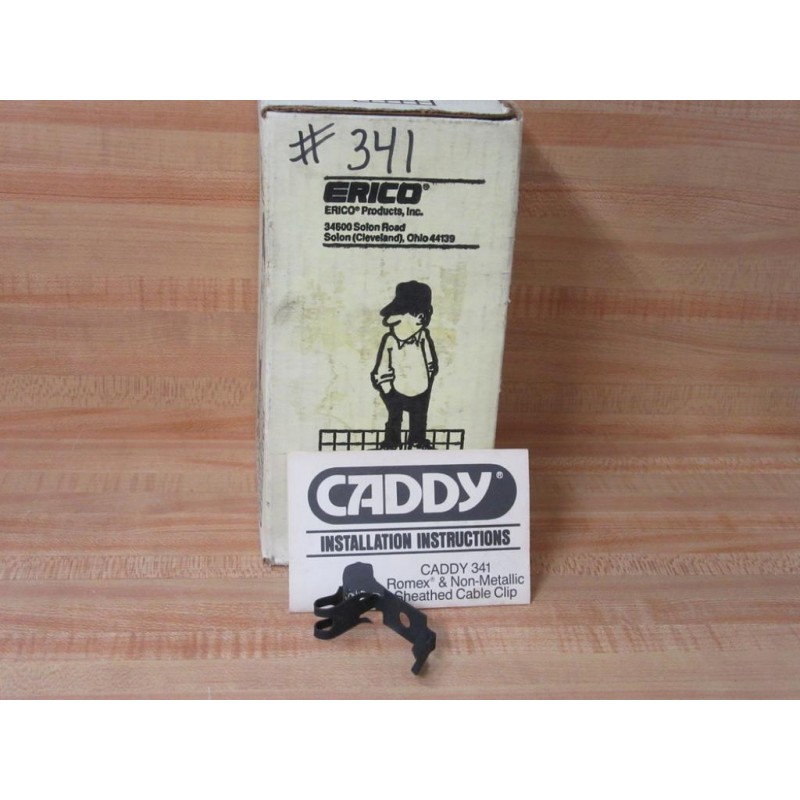 # 341
ERICO®
ERICO® Products, Inc.
34600 Solon Road
Solon (Cleveland), Ohio 44139
CADDY®
INSTALLATION INSTRUCTIONS
CADDY 341
Romex® & Non-Metallic
Sheathed Cable Clip